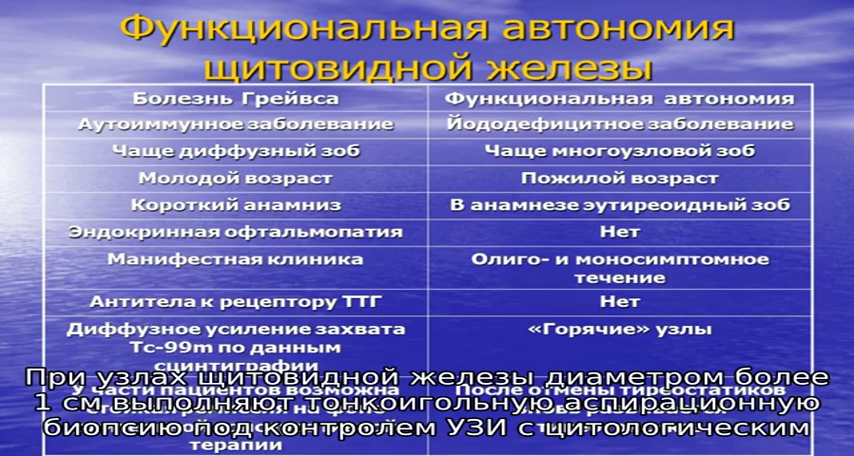 Функциональная автономия
щитовидной железы
Болезнь Грейвса
Функциональная автономия
Аутоиммунное заболевание
Йододефицитное заболевание
Чаще диффузный зоб
Чаще многоузловой зоб
Молодой возраст
Пожилой возраст
Короткий анамниз
В анамнезе эутиреоидный зоб
Эндокринная офтальмопатия
Нет
Манифестная клиника
Олиго- и моносимптомное
течение
Антитела к рецептору ТТГ
Нет
Диффузное усиление захвата
Тс-99m по данным
сцинтиграфии
«Горячие» узлы
У части пациентов возможна
терапии
После отмены тиреостатиков
При узлах щитовидной железы диаметром более
1 см выполняют тонкоигольную аспирационную
биопсию под контролем УЗИ с цитологическим